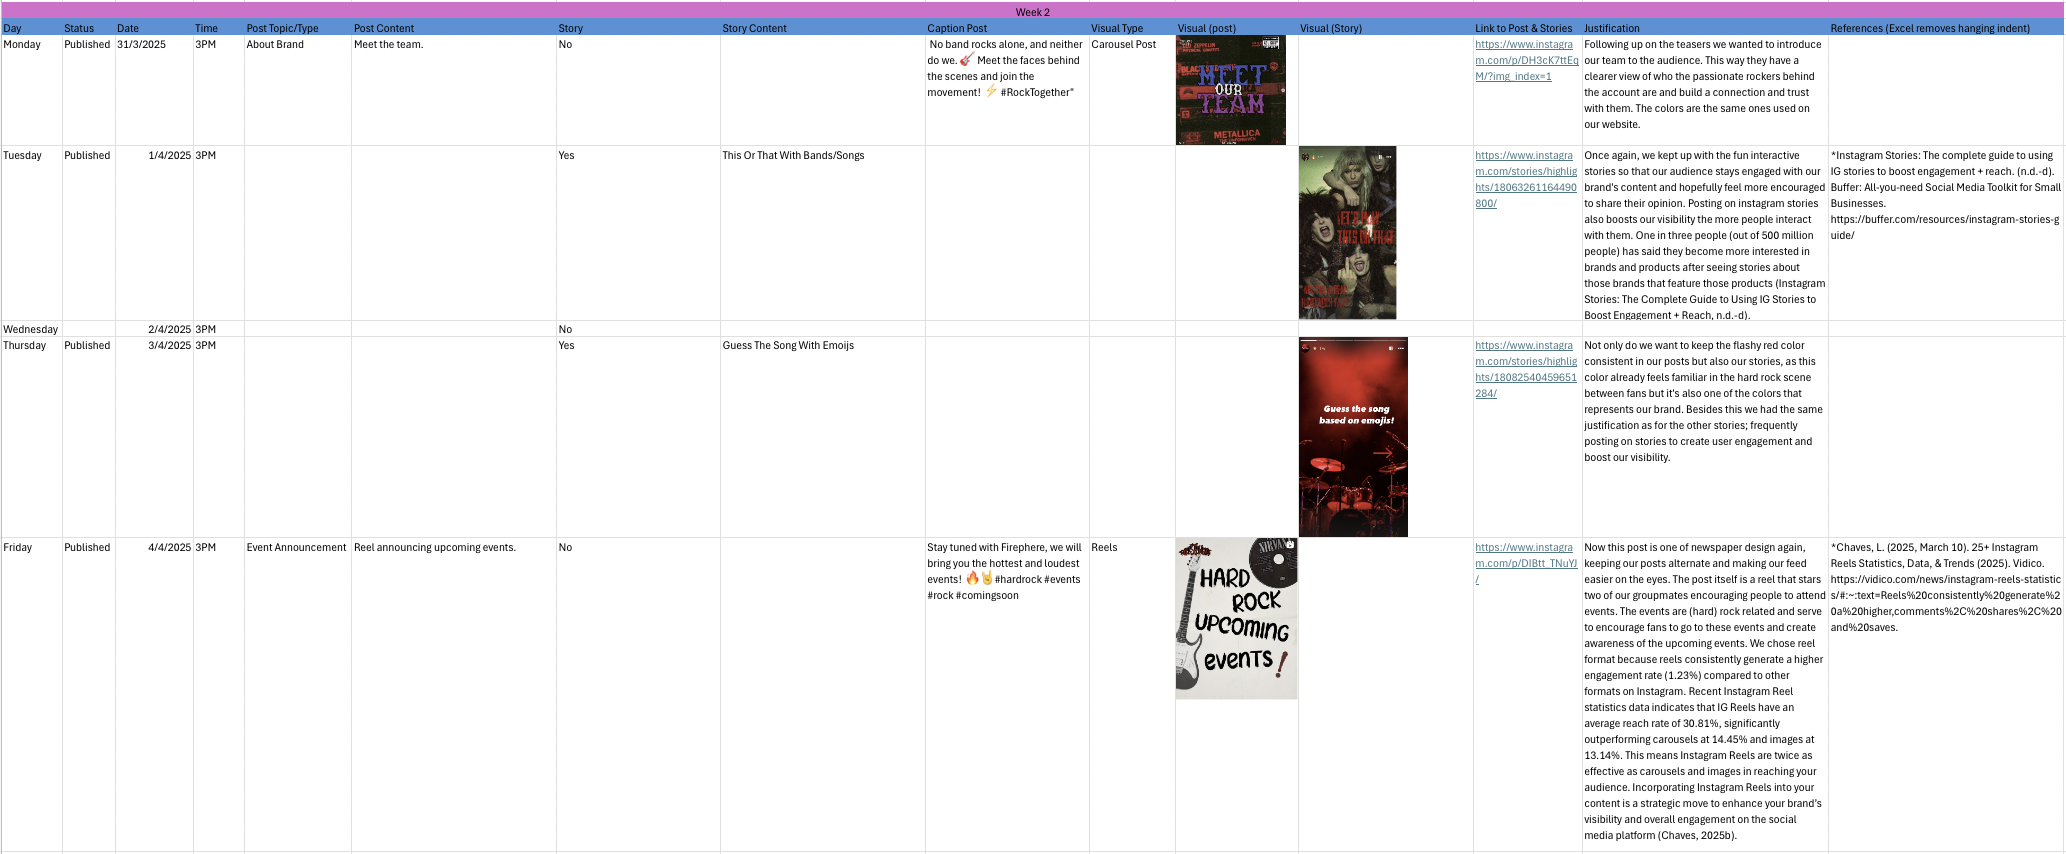 Week 2
Day Status Date Time Post Topic/Type Post Content Story Story Content Caption Post Visual Type Visual (post) Visual (Story) Link to Post & Stories Justification References (Excel removes hanging indent)
Monday Published 31/3/2025 3PM About Brand Meet the team. No
No band rocks alone, and neither
do we. 🎸 Meet the faces behind
the scenes and join the
movement! ⚡ #RockTogether"
Carousel Post
MEET
OUR
TEAM
METALLICA
https://www.instagra
m.com/p/DH3cK7ttEq
M/?img_index=1
Following up on the teasers we wanted to introduce
our team to the audience. This way they have a
clearer view of who the passionate rockers behind
the account are and build a connection and trust
with them. The colors are the same ones used on
our website.
Tuesday Published 1/4/2025 3PM Yes This Or That With Bands/Songs
LET'S PLAY
THIS OR THAT
https://www.instagra
m.com/stories/highlig
hts/18063261164490
800/
Once again, we kept up with the fun interactive
stories so that our audience stays engaged with our
brand's content and hopefully feel more encouraged
to share their opinion. Posting on instagram stories
also boosts our visibility the more people interact
with them. One in three people (out of 500 million
people) has said they become more interested in
brands and products after seeing stories about
those brands that feature those products (Instagram
Stories: The Complete Guide to Using IG Stories to
Boost Engagement + Reach, n.d.-d).
*Instagram Stories: The complete guide to using
IG stories to boost engagement + reach. (n.d.-d).
Buffer: All-you-need Social Media Toolkit for Small
Businesses.
https://buffer.com/resources/instagram-stories-g
uide/
Wednesday 2/4/2025 3PM No
Thursday Published 3/4/2025 3PM Yes Guess The Song With Emoijs
Guess the song
based on emojis!
https://www.instagra
m.com/stories/highlig
hts/18082540459651
284/
Not only do we want to keep the flashy red color
consistent in our posts but also our stories, as this
color already feels familiar in the hard rock scene
between fans but it's also one of the colors that
represents our brand. Besides this we had the same
justification as for the other stories; frequently
posting on stories to create user engagement and
boost our visibility.
Friday Published 4/4/2025 3PM Event Announcement Reel announcing upcoming events. No
Stay tuned with Firephere, we will
bring you the hottest and loudest
events! 🔥🤘#hardrock #events
#rock #comingsoon
Reels
NIRVANA
HARD
ROCK
UPCOMING
events!
https://www.instagra
m.com/p/DIBtt_TNuYJ
/
Now this post is one of newspaper design again,
keeping our posts alternate and making our feed
easier on the eyes. The post itself is a reel that stars
two of our groupmates encouraging people to attend
events. The events are (hard) rock related and serve
to encourage fans to go to these events and create
awareness of the upcoming events. We chose reel
format because reels consistently generate a higher
engagement rate (1.23%) compared to other
formats on Instagram. Recent Instagram Reel
statistics data indicates that IG Reels have an
average reach rate of 30.81%, significantly
outperforming carousels at 14.45% and images at
13.14%. This means Instagram Reels are twice as
effective as carousels and images in reaching your
audience. Incorporating Instagram Reels into your
content is a strategic move to enhance your brand's
visibility and overall engagement on the social
media platform (Chaves, 2025b).
*Chaves, L. (2025, March 10). 25+ Instagram
Reels Statistics, Data, & Trends (2025). Vidico.
https://vidico.com/news/instagram-reels-statistic
s/#:~:text=Reels%20consistently%20generate%2
0a%20higher,comments%2C%20shares%2C%20
and%20saves.